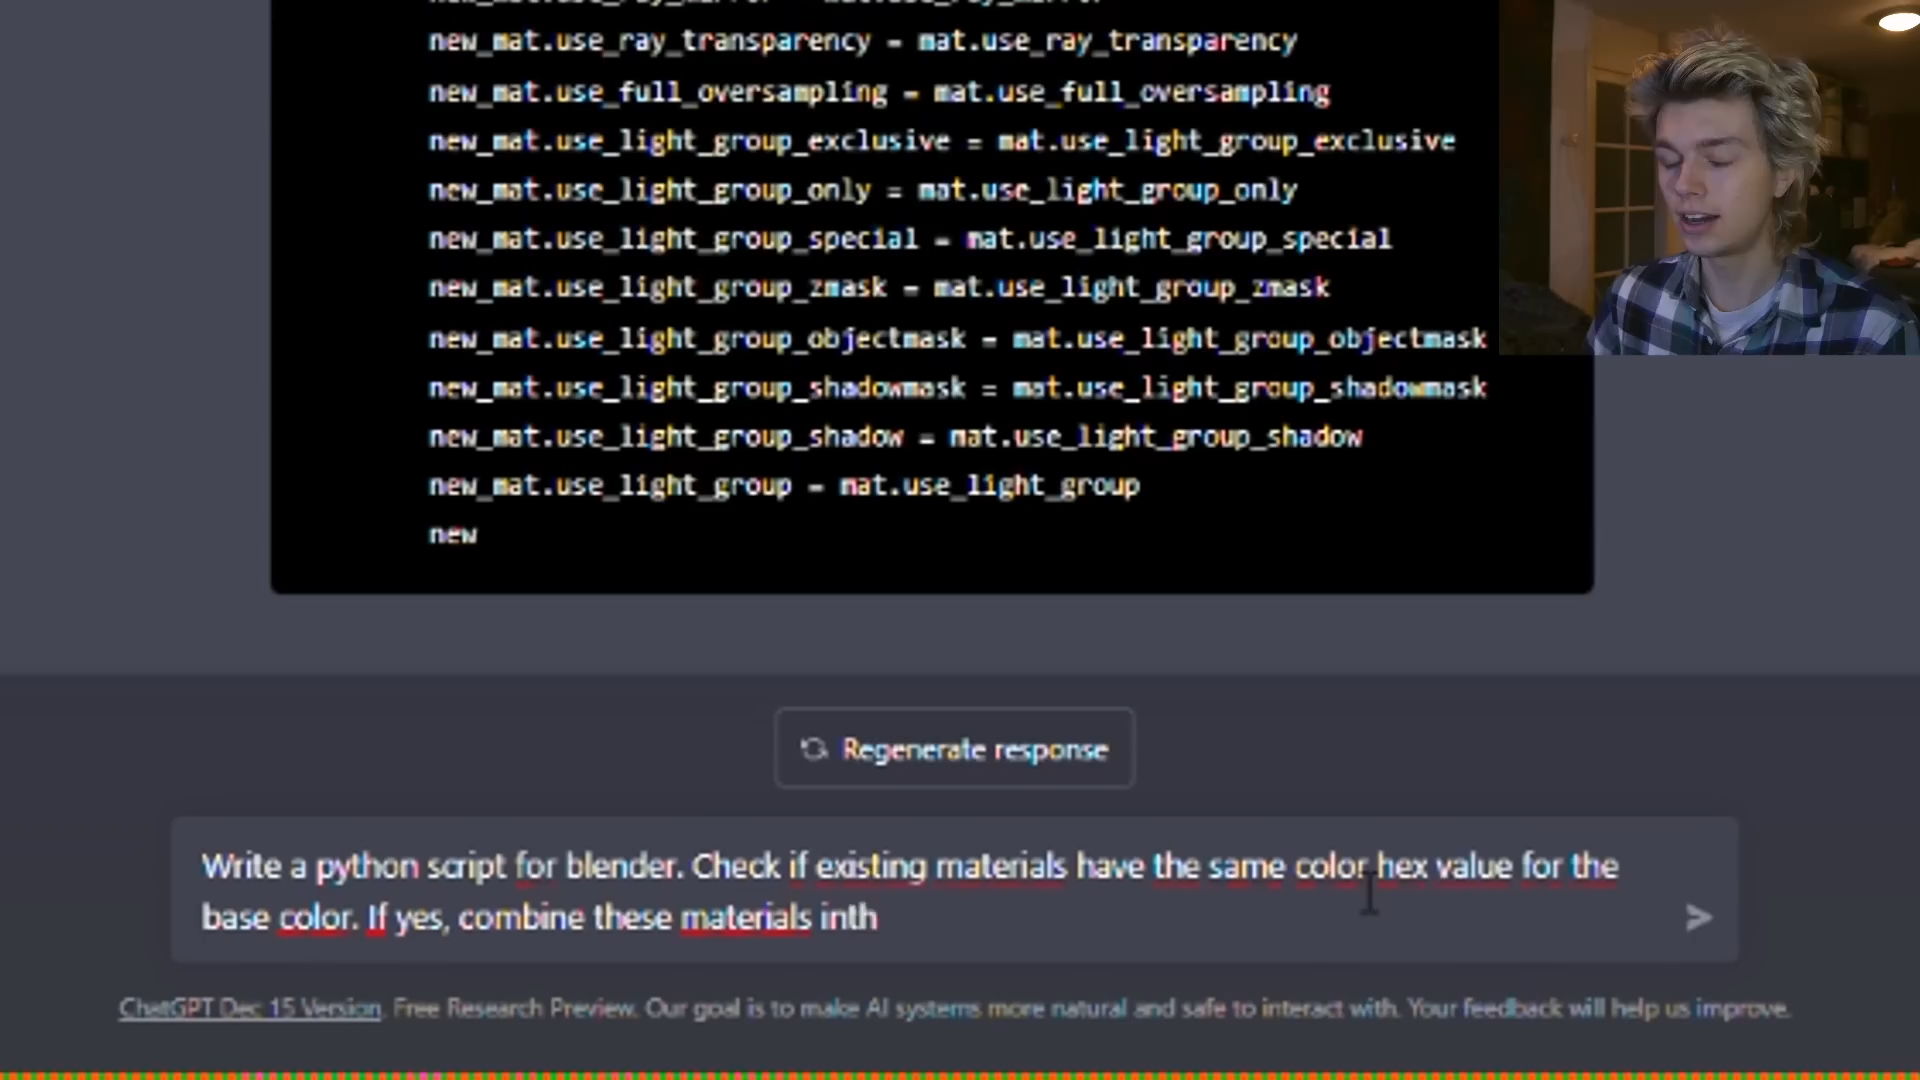 new_mat.use_ray_mirror = mat.use_ray_mirror
new_mat.use_ray_transparency = mat.use_ray_transparency
new_mat.use_full_oversampling = mat.use_full_oversampling
new_mat.use_light_group_exclusive = mat.use_light_group_exclusive
new_mat.use_light_group_only = mat.use_light_group_only
new_mat.use_light_group_special = mat.use_light_group_special
new_mat.use_light_group_zmask = mat.use_light_group_zmask
new_mat.use_light_group_objectmask = mat.use_light_group_objectmask
new_mat.use_light_group_shadowmask = mat.use_light_group_shadowmask
new_mat.use_light_group_shadow = mat.use_light_group_shadow
new_mat.use_light_group = mat.use_light_group
new
Regenerate response
Write a python script for blender. Check if existing materials have the same color hex value for the
base color. If yes, combine these materials inth
ChatGPT Dec 15 Version. Free Research Preview. Our goal is to make AI systems more natural and safe to interact with. Your feedback will help us improve.